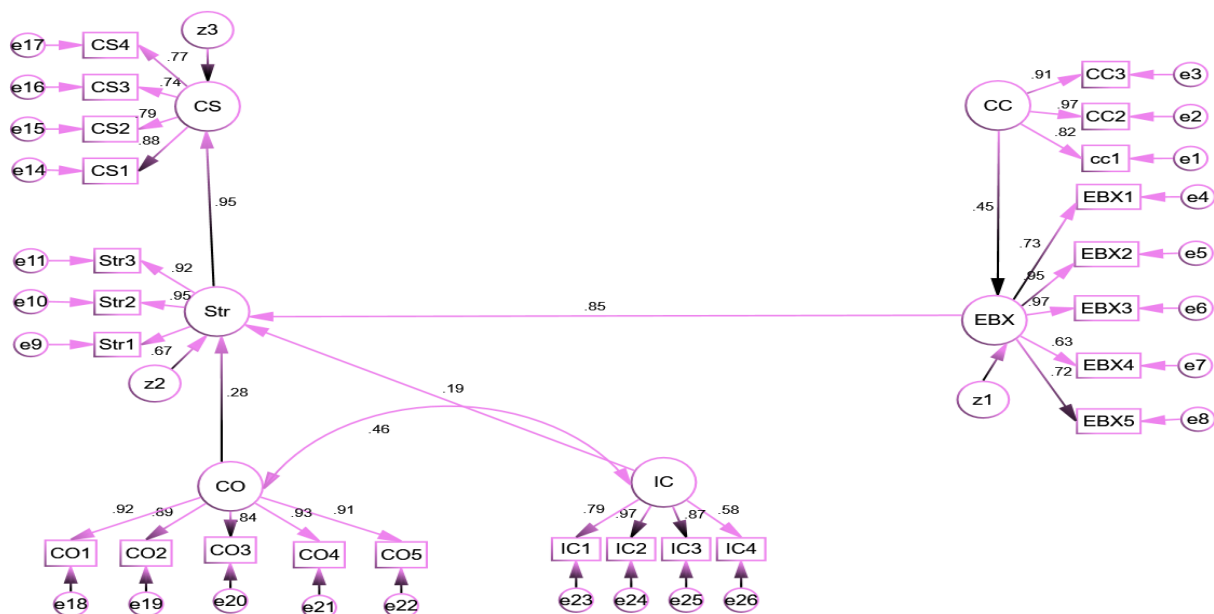 z3
e17 CS4 .77
e16 CS3 .74
CS
e15 CS2 .79
e14 CS1 .88
CC
.91 CC3 e3
.97 CC2 e2
.82 cc1 e1
.95
.45
EBX1 e4
.73
EBX2 e5
.95
.97 EBX3 e6
EBX
.63 EBX4 e7
.72
EBX5 e8
z1
.85
e11 Str3 .92
e10 Str2 .95
Str
e9 Str1 .67
z2
.28
.19
.46
CO
IC
.92 .89 .84 .93 .91
CO1 CO2 CO3 CO4 CO5
e18 e19 e20 e21 e22
.79 .97 .87 .58
IC1 IC2 IC3 IC4
e23 e24 e25 e26